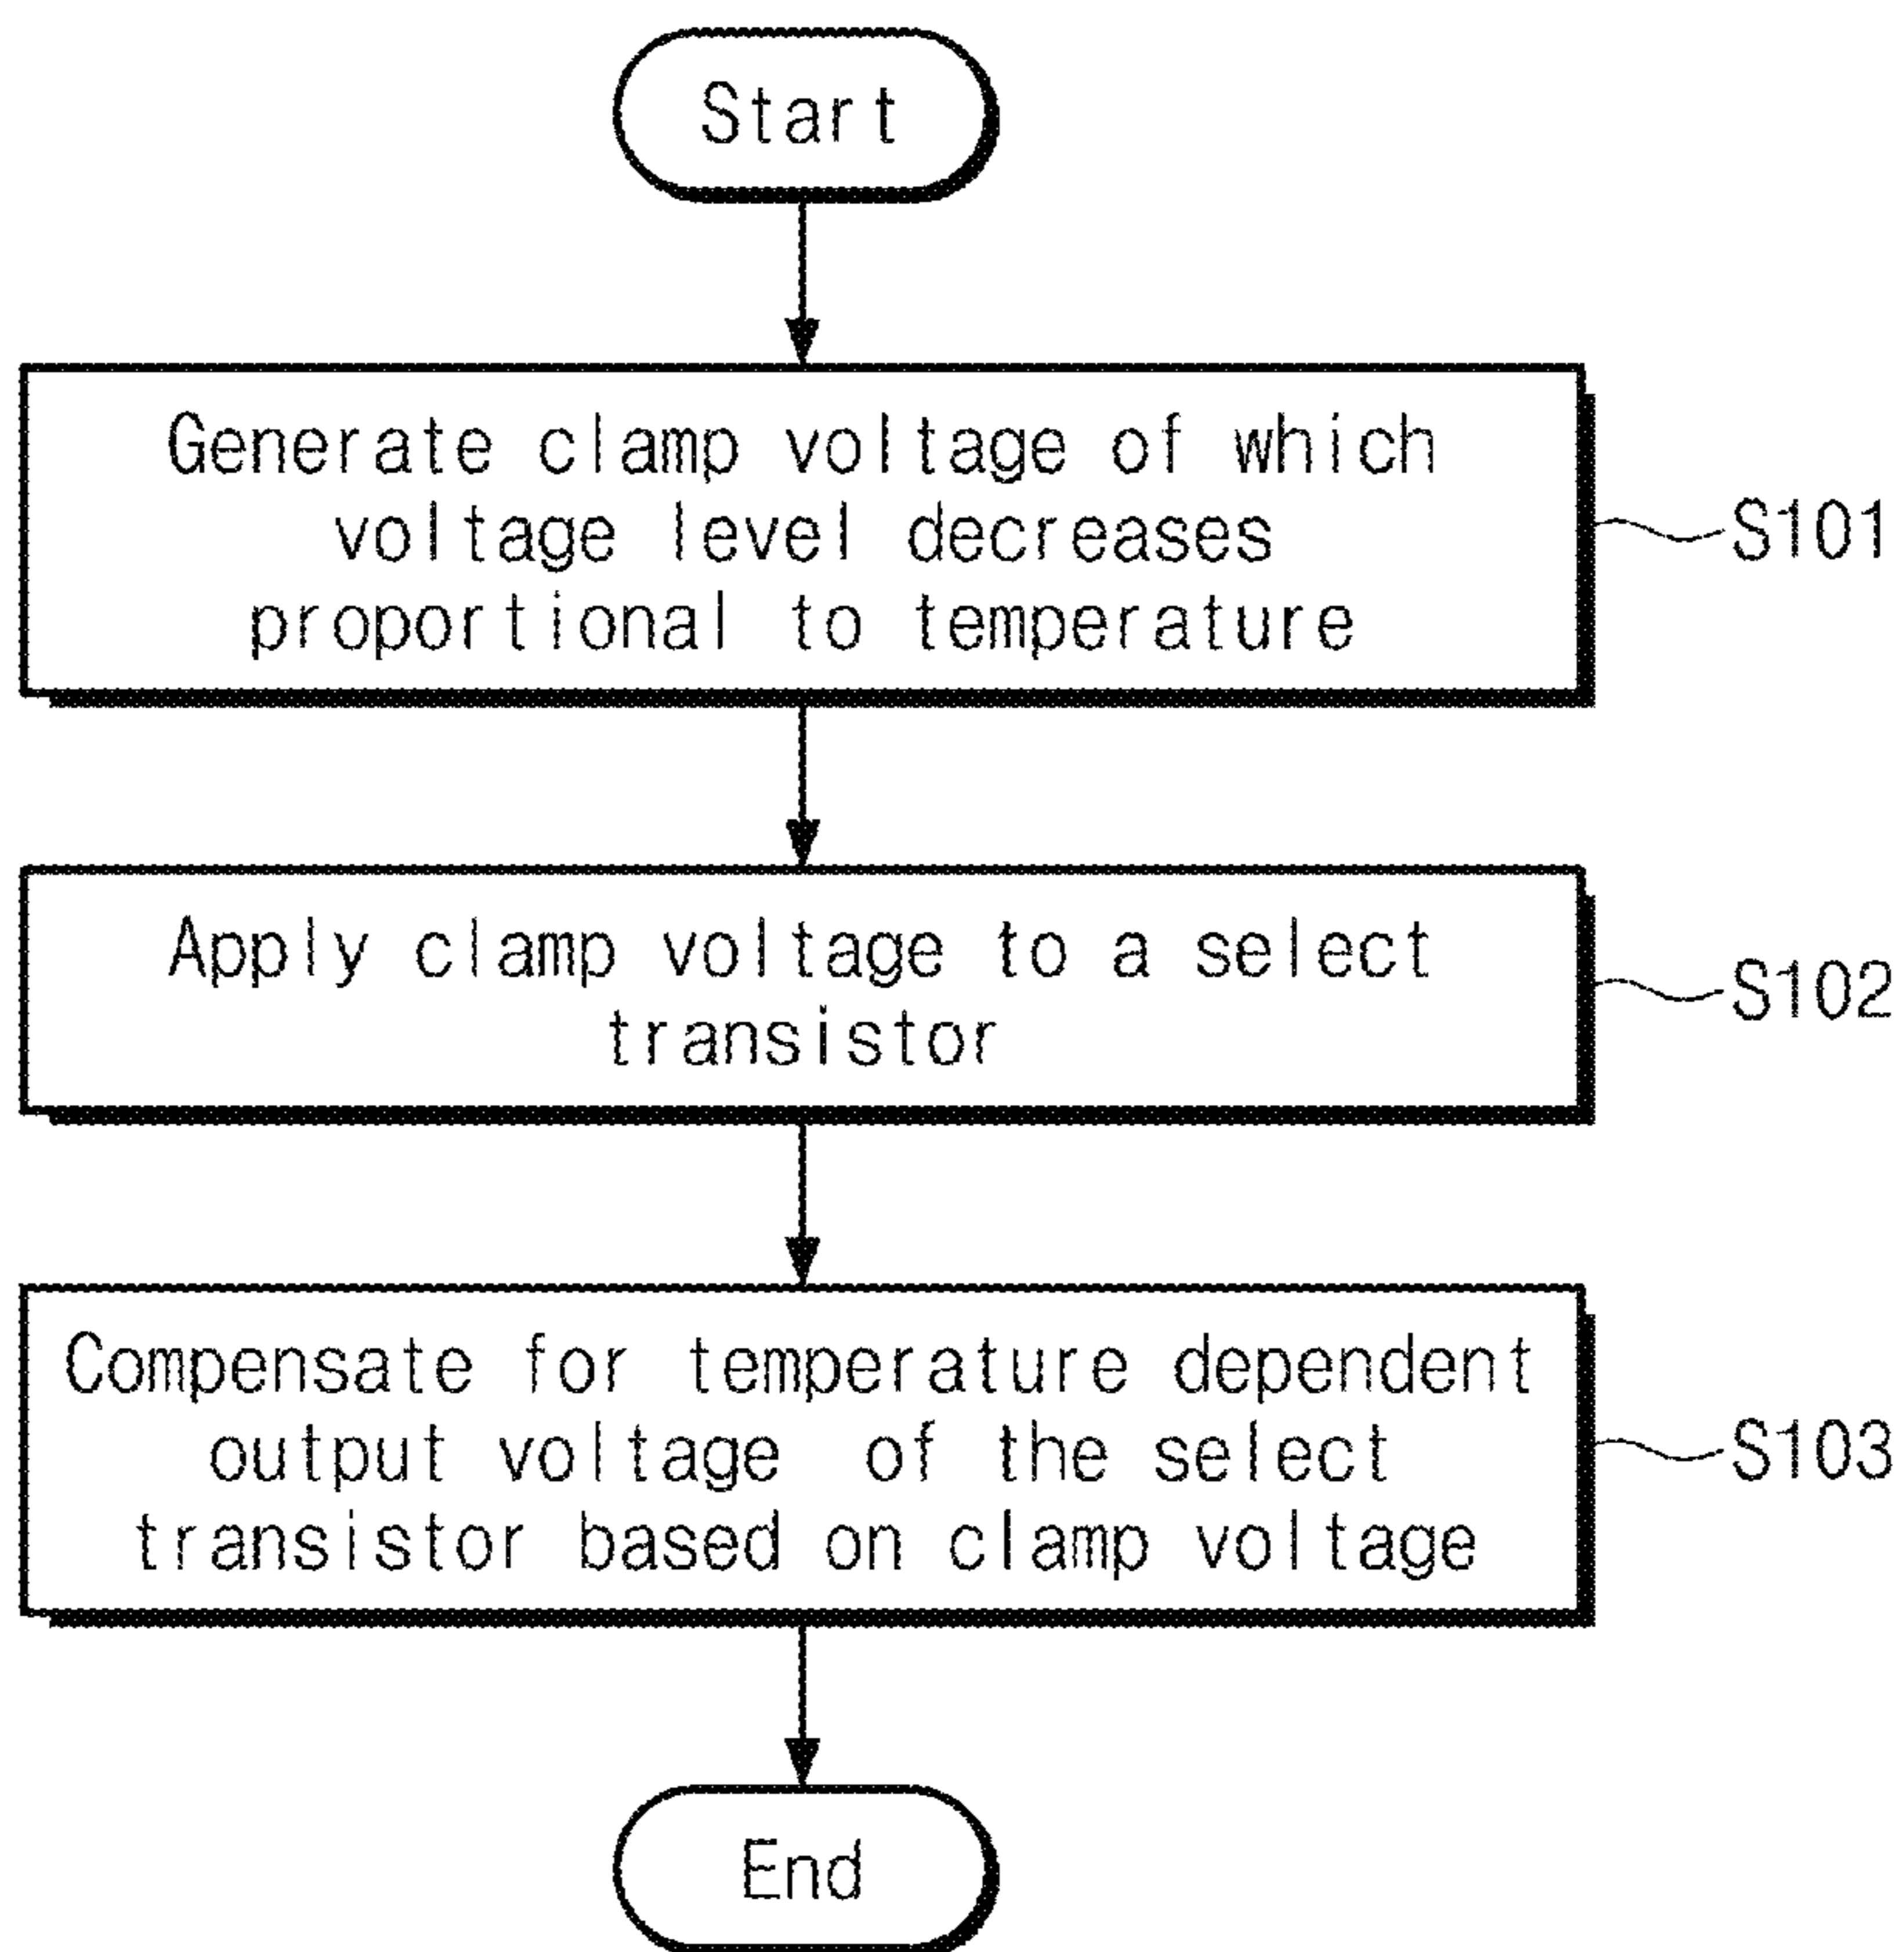 Start
Generate clamp voltage of which
voltage level decreases
proportional to temperature
S101
Apply clamp voltage to a select
transistor
S102
Compensate for temperature dependent
output voltage of the select
transistor based on clamp voltage
S103
End